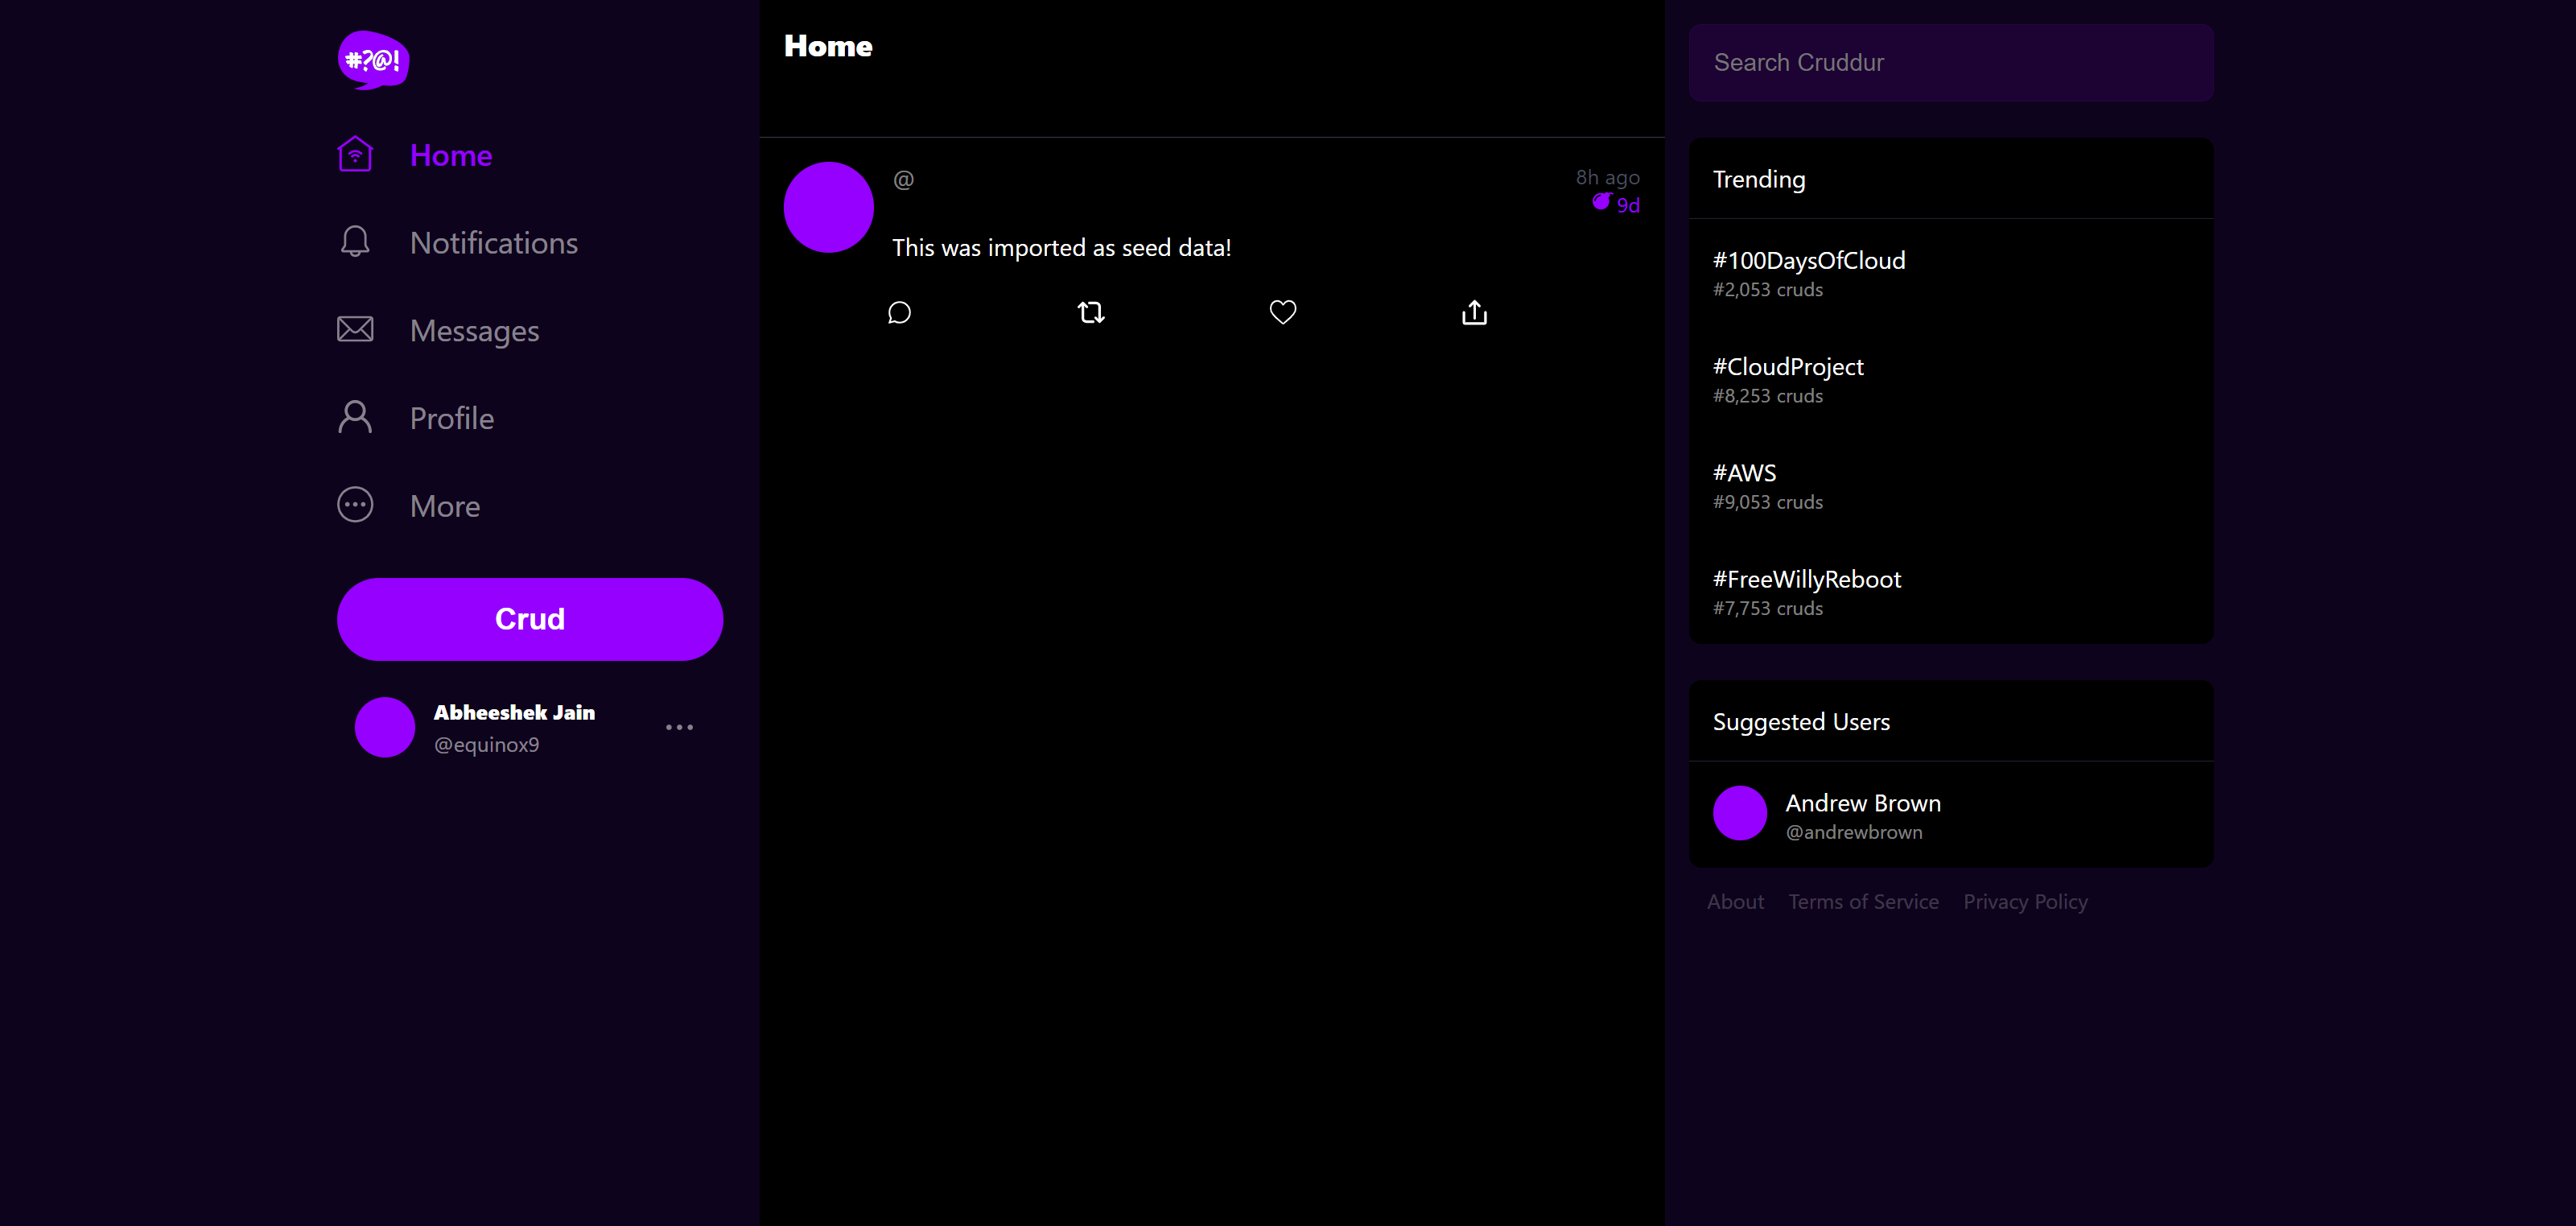 #?@!
Home
Notifications
Messages
Profile
More
Crud
Abheeshek Jain
@equinox9
Home
@
8h ago
9d
This was imported as seed data!
Search Cruddur
Trending
#100DaysOfCloud
#2,053 cruds
#CloudProject
#8,253 cruds
#AWS
#9,053 cruds
#FreeWillyReboot
#7,753 cruds
Suggested Users
Andrew Brown
@andrewbrown
About Terms of Service Privacy Policy